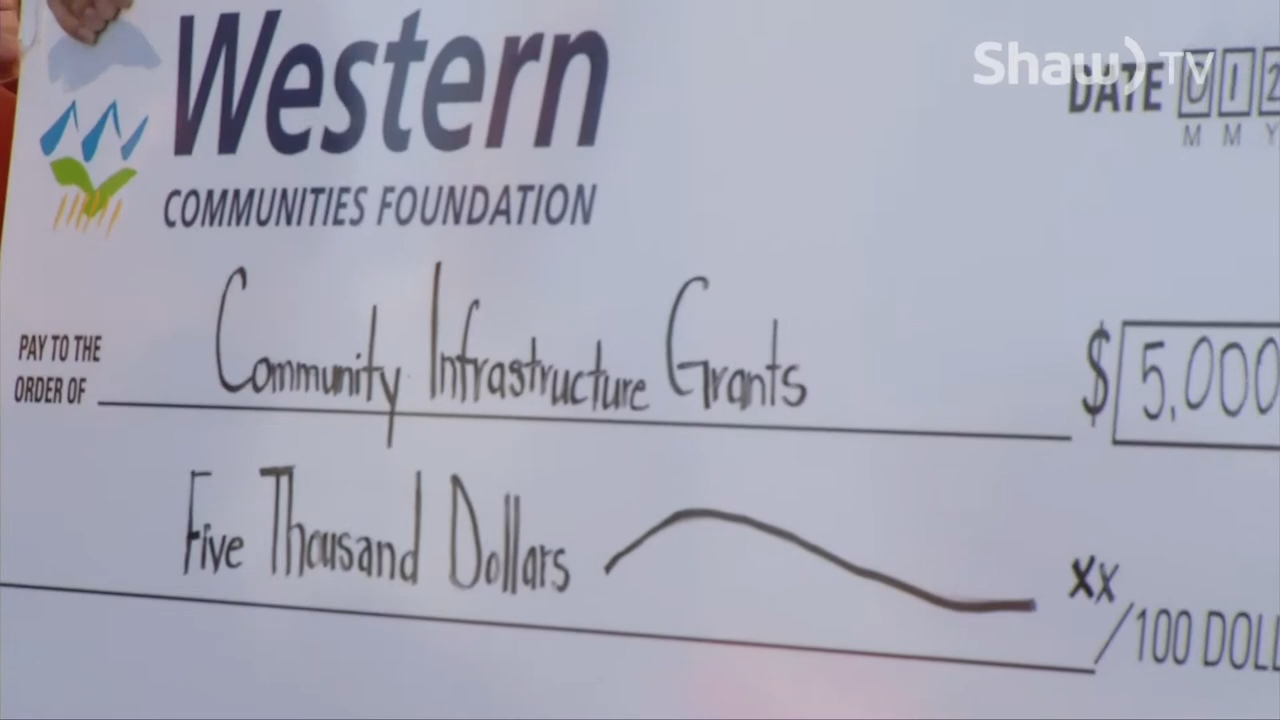 Shaw) TV
Western
COMMUNITIES FOUNDATION
DATE 012
M M Y
PAY TO THE
ORDER OF
Community Infrastructure Grants
$ 5,000
Five Thousand Dollars
xx
/100 DOLL